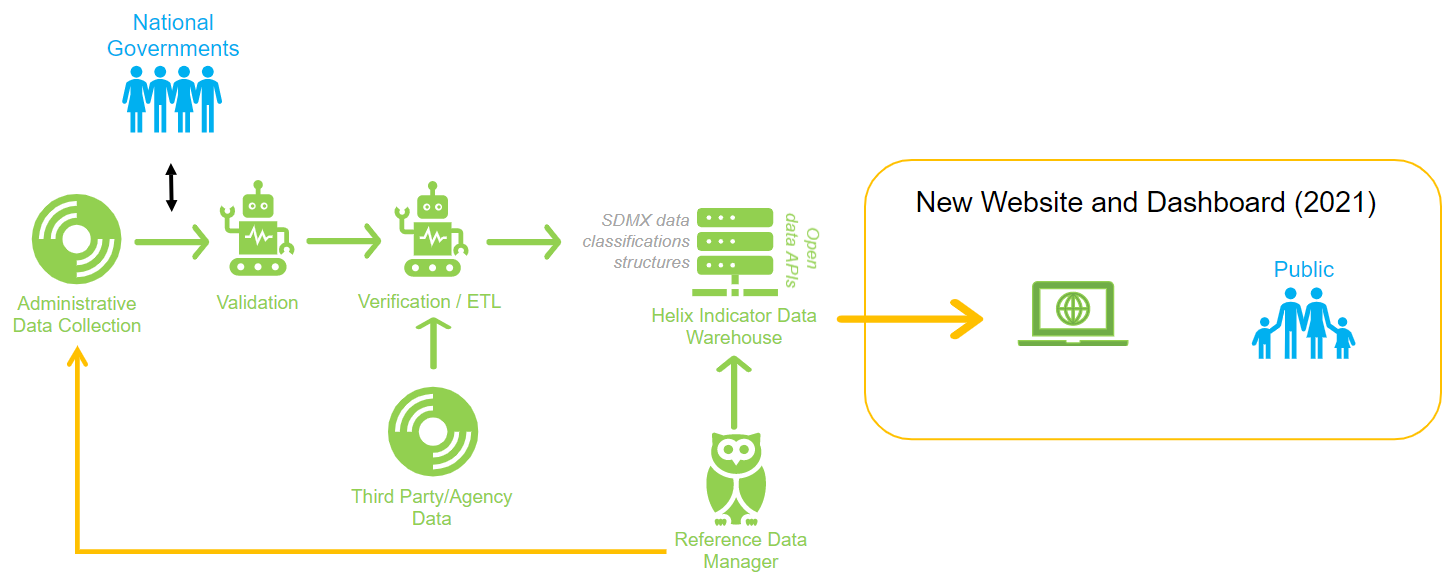 National
Governments
Administrative
Data Collection
Validation
Verification / ETL
Third Party/Agency
Data
SDMX data
classifications
structures
Open
data APIs
Helix Indicator Data
Warehouse
Reference Data
Manager
New Website and Dashboard (2021)
Public